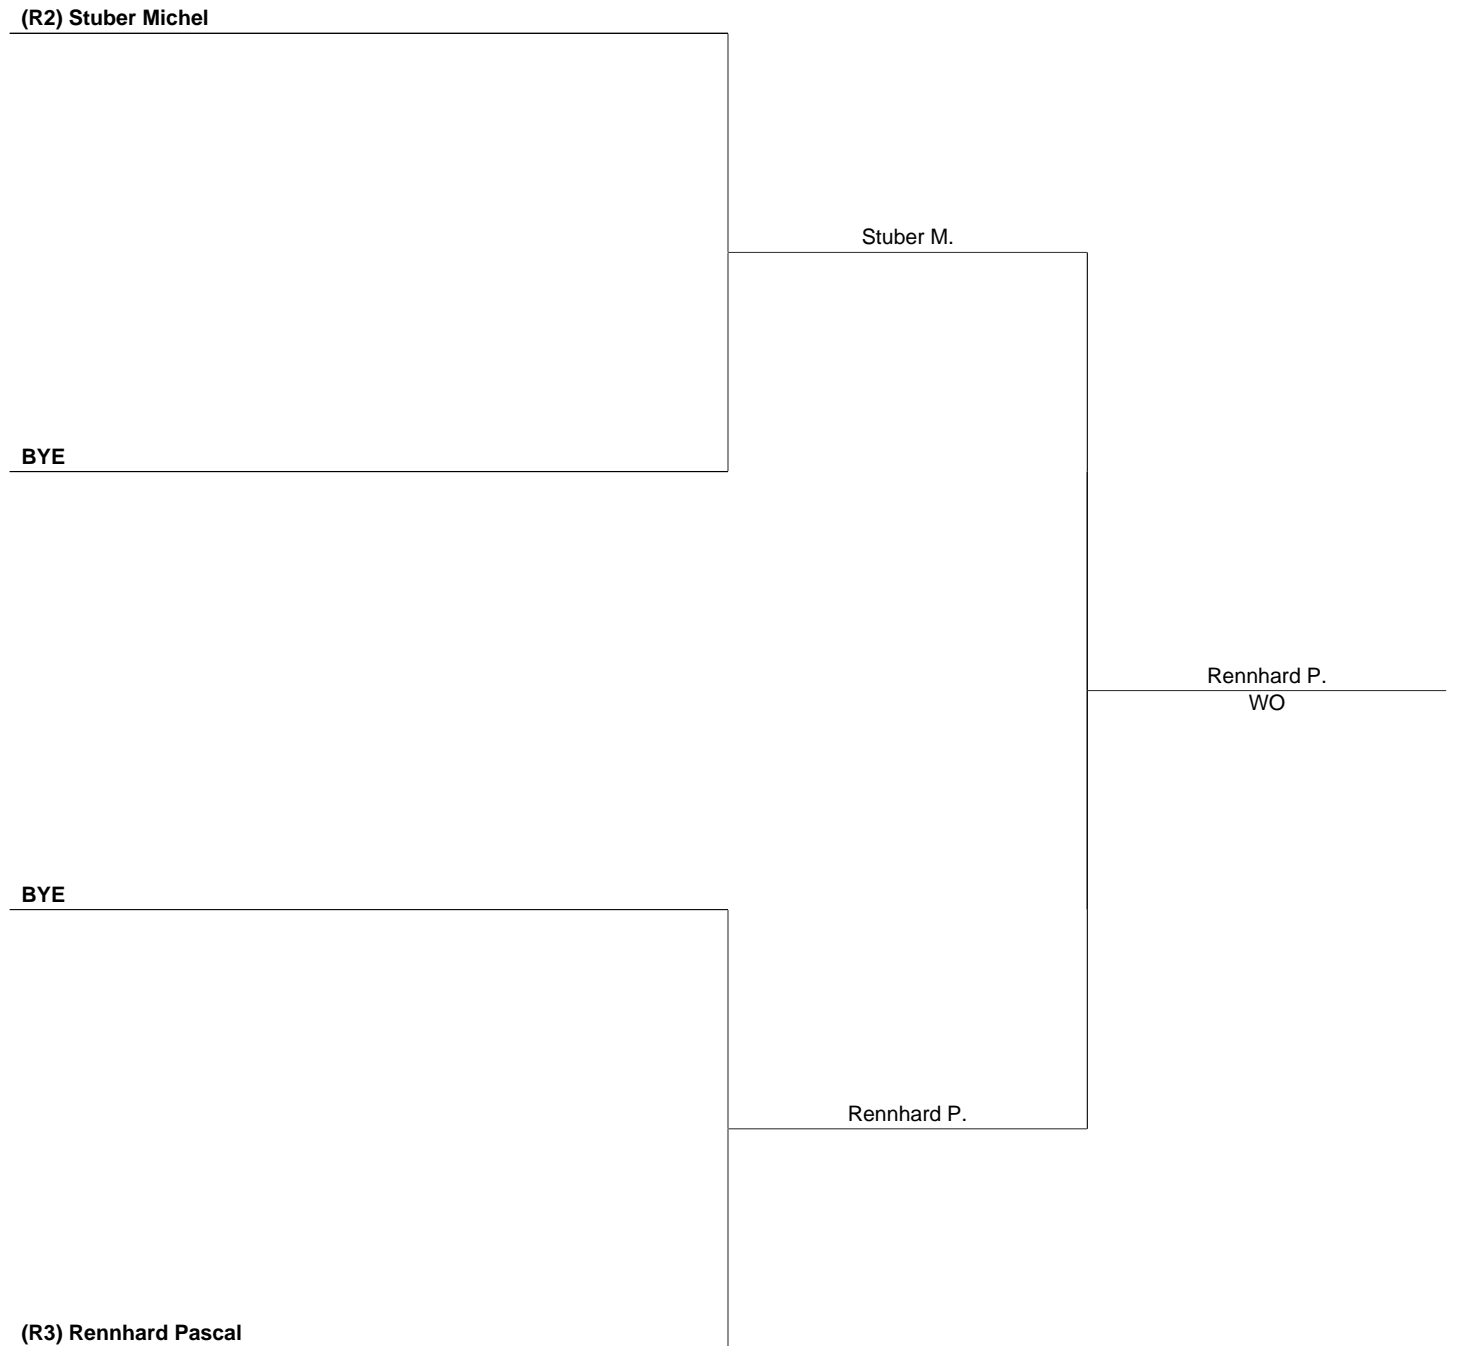 (R2) Stuber Michel
Stuber M.
BYE
Rennhard P.
WO
BYE
Rennhard P.
(R3) Rennhard Pascal